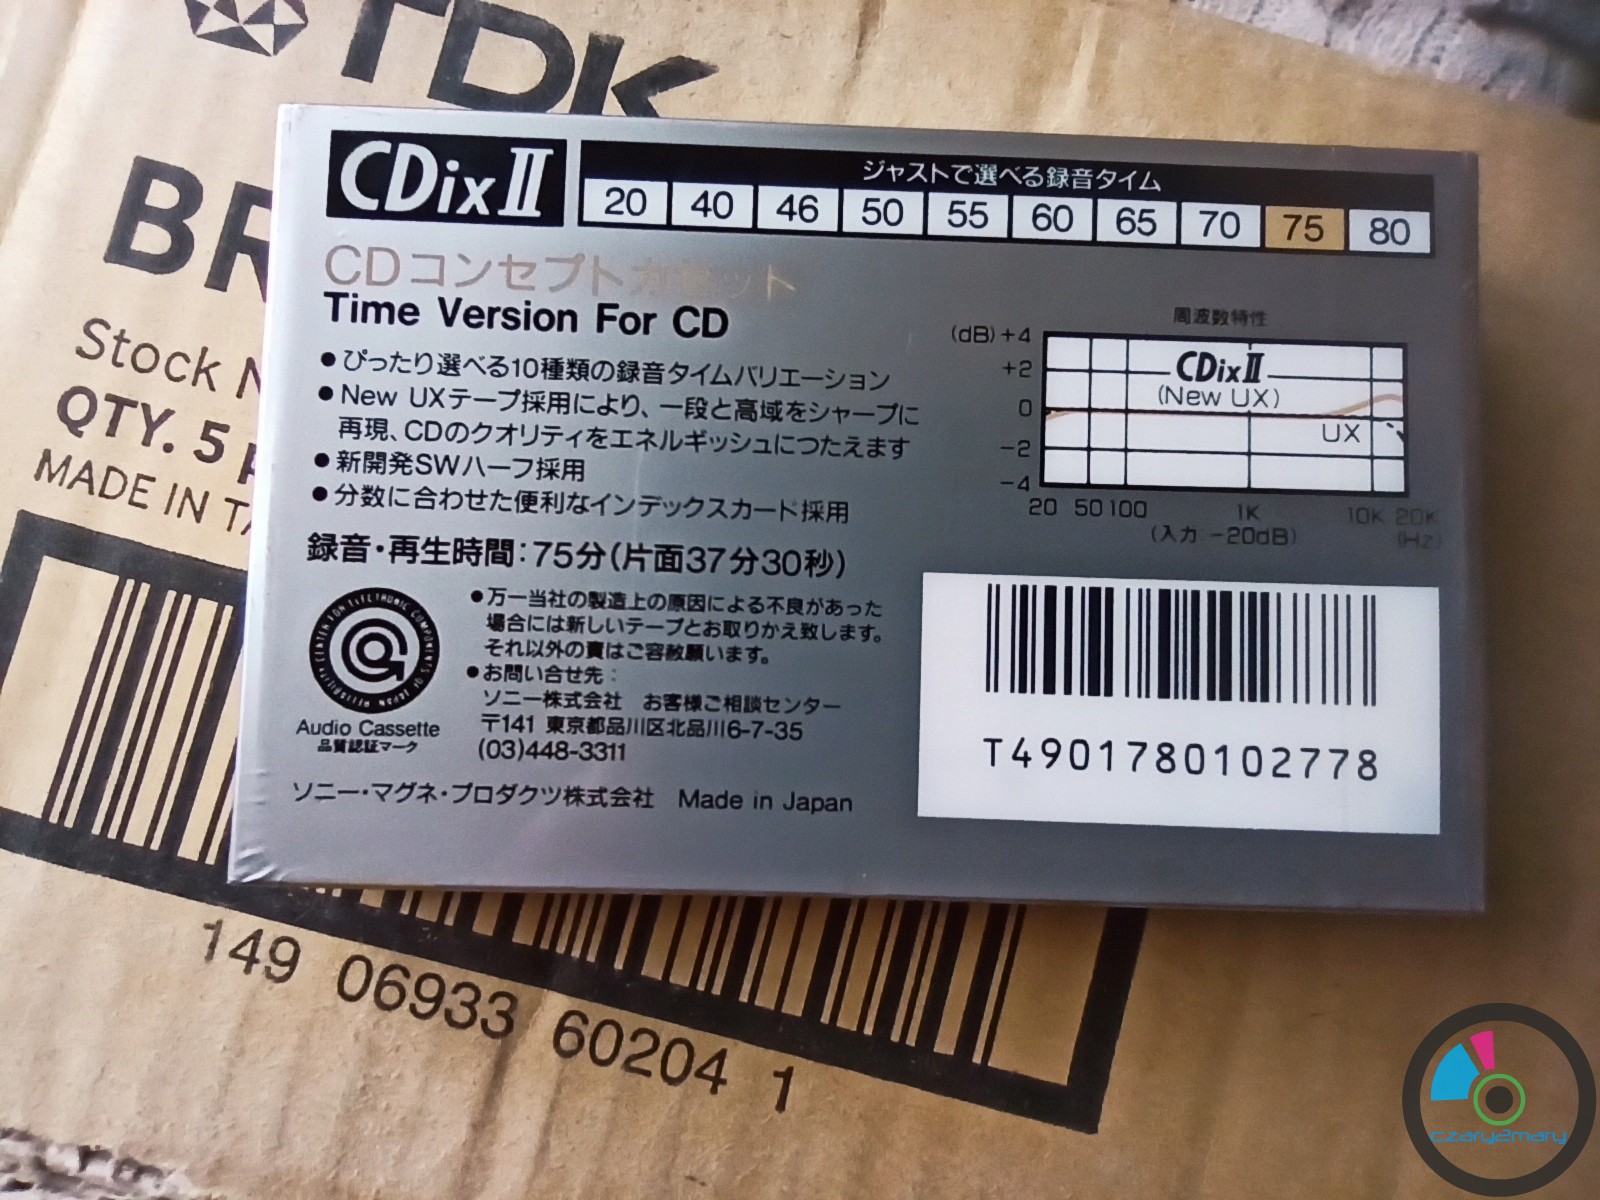 TDK
BR
Stock N
QTY. 5
MADE IN TA
CDix II
ジャストで選べる録音タイム
20 40 46 50 55 60 65 70 75 80
CDコンセプトカセット
Time Version For CD
●ぴったり選べる10種類の録音タイムバリエーション
●New UXテープ採用により、一段と高域をシャープに
再現、CDのクオリティをエネルギッシュにつたえます
●新開発SWハーフ採用
●分数に合わせた便利なインデックスカード採用
録音・再生時間:75分(片面37分30秒)
周波数特性
(dB)+4
+2
0
-2
-4
CDix II
(New UX)
UX
20 50 100 1K 10K 20K
(入力 -20dB) (Hz)
RELIABILITY CENTER FOR ELECTRONIC COMPONENTS OF JAPAN
Audio Cassette
品質認証マーク
●万一当社の製造上の原因による不良があった
場合には新しいテープとお取りかえ致します。
それ以外の責はご容赦願います。
●お問い合せ先:
ソニー株式会社 お客様ご相談センター
〒141 東京都品川区北品川6-7-35
(03)448-3311
ソニー・マグネ・プロダクツ株式会社 Made in Japan
T4901780102778
149 06933 60204 1
czary2mary